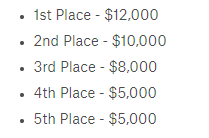 • 1st Place - $12,000
• 2nd Place - $10,000
• 3rd Place - $8,000
• 4th Place - $5,000
• 5th Place - $5,000